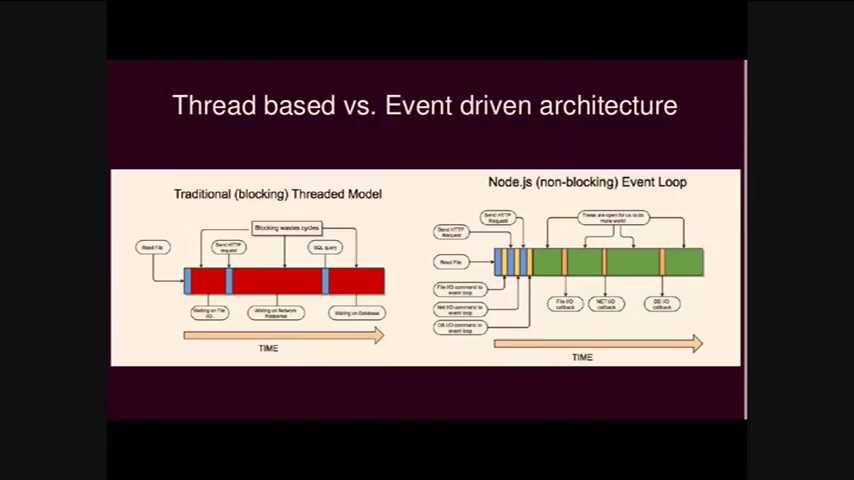 Thread based vs. Event driven architecture
Traditional (blocking) Threaded Model
Blocking wastes cycles
Read File
Send HTTP
request
SQL query
Waiting on File
I/O
Waiting on Network
Response
Waiting on Database
TIME
Node.js (non-blocking) Event Loop
Send HTTP
Request
These are open for us to do
more work!
Send HTTP
Request
Read File
File I/O command to
event loop
Net I/O command to
event loop
DB I/O command to
event loop
File I/O
callback
NET I/O
callback
DB I/O
callback
TIME